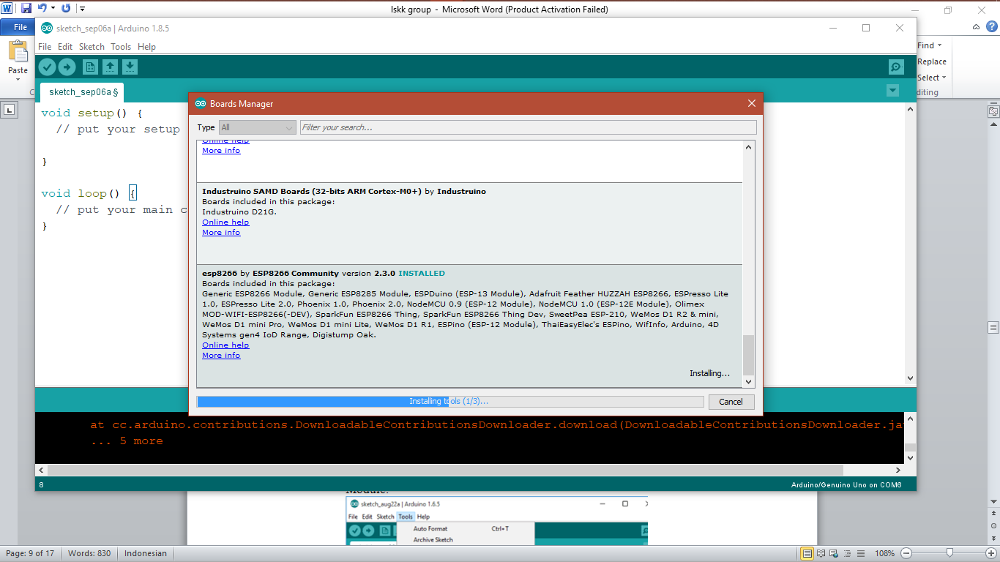 Iskk group - Microsoft Word (Product Activation Failed)
File
sketch_sep06a | Arduino 1.8.5
File Edit Sketch Tools Help
Paste
Find
Replace
Select
diting
sketch_sep06a §
void setup() {
// put your setup
}
void loop() {
// put your main c
}
Boards Manager
Type All Filter your search...
Online help
More info
Industruino SAMD Boards (32-bits ARM Cortex-M0+) by Industruino
Boards included in this package:
Industruino D21G.
Online help
More info
esp8266 by ESP8266 Community version 2.3.0 INSTALLED
Boards included in this package:
Generic ESP8266 Module, Generic ESP8285 Module, ESPDuino (ESP-13 Module), Adafruit Feather HUZZAH ESP8266, ESPresso Lite
1.0, ESPresso Lite 2.0, Phoenix 1.0, Phoenix 2.0, NodeMCU 0.9 (ESP-12 Module), NodeMCU 1.0 (ESP-12E Module), Olimex
MOD-WIFI-ESP8266(-DEV), SparkFun ESP8266 Thing, SparkFun ESP8266 Thing Dev, SweetPea ESP-210, WeMos D1 R2 & mini,
WeMos D1 mini Pro, WeMos D1 mini Lite, WeMos D1 R1, ESPino (ESP-12 Module), ThaiEasyElec's ESPino, WifInfo, Arduino, 4D
Systems gen4 IoD Range, Digistump Oak.
Online help
More info
Installing...
Installing tools (1/3)...
Cancel
at cc.arduino.contributions.DownloadableContributionsDownloader.download(DownloadableContributionsDownloader.ja
... 5 more
8
Arduino/Genuino Uno on COM6
Module.
sketch_aug22a | Arduino 1.6.5
File Edit Sketch Tools Help
Auto Format Ctrl+T
Archive Sketch
Page: 9 of 17 Words: 830 Indonesian 108%